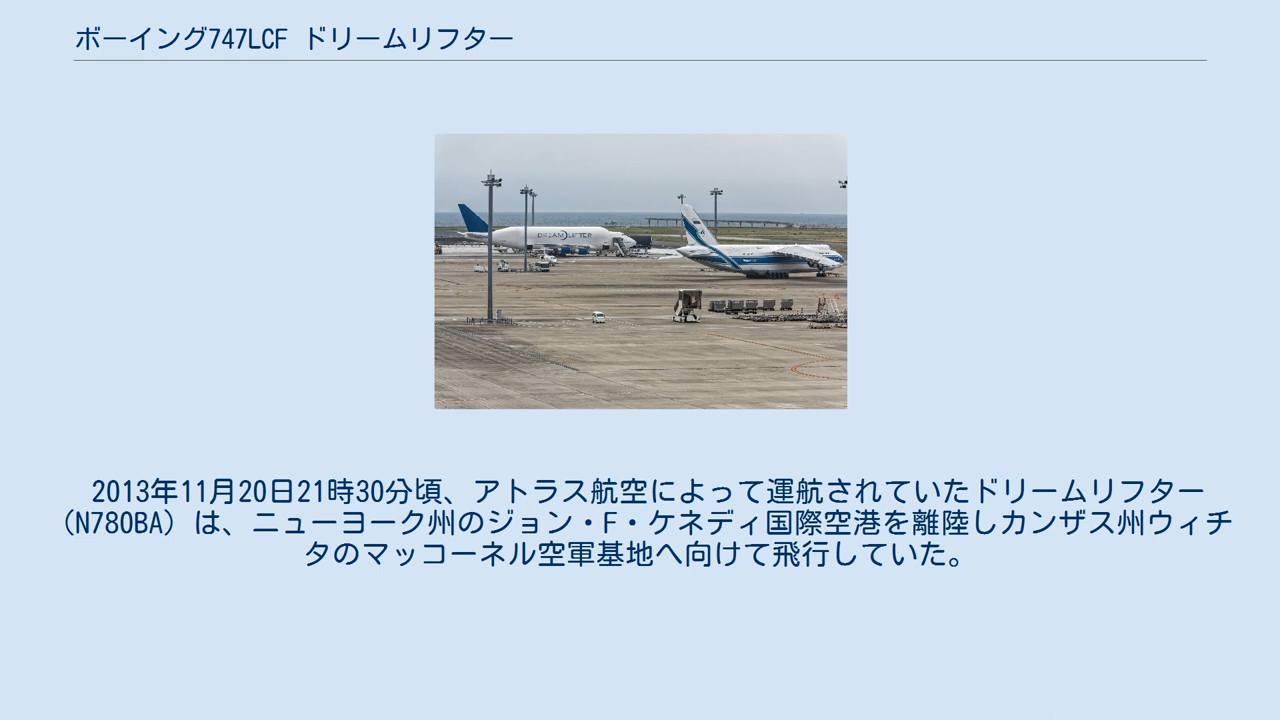 ボーイング747LCF ドリームリフター
DREAM LIFTER
2013年11月20日21時30分頃、アトラス航空によって運航されていたドリームリフター
（N780BA）は、ニューヨーク州のジョン・F・ケネディ国際空港を離陸しカンザス州ウィチ
タのマッコーネル空軍基地へ向けて飛行していた。